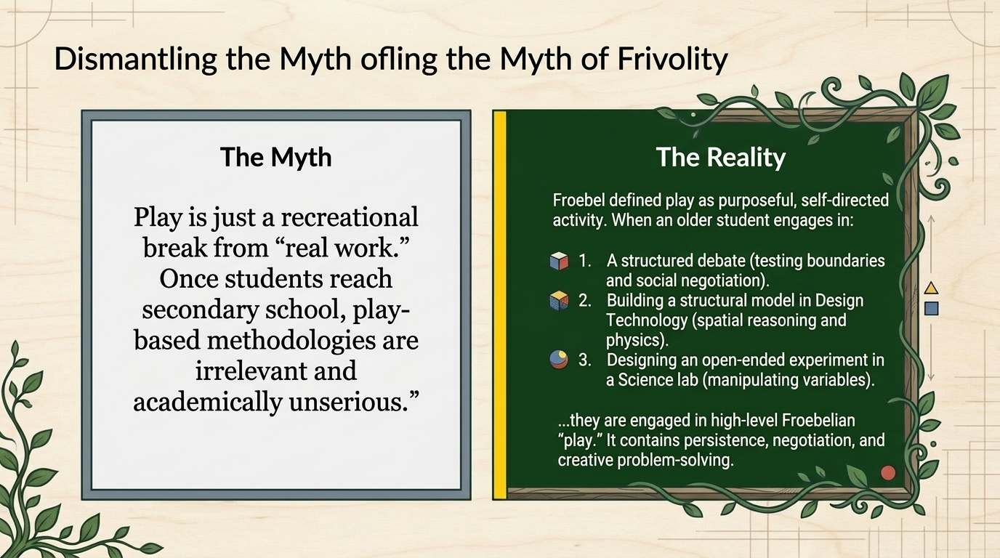 Dismantling the Myth ofling the Myth of Frivolity
The Myth
Play is just a recreational
break from “real work.”
Once students reach
secondary school, play-
based methodologies are
irrelevant and
academically unserious.”
The Reality
Froebel defined play as purposeful, self-directed
activity. When an older student engages in:
1. A structured debate (testing boundaries
and social negotiation).
2. Building a structural model in Design
Technology (spatial reasoning and
physics).
3. Designing an open-ended experiment in
a Science lab (manipulating variables).
...they are engaged in high-level Froebelian
“play.” It contains persistence, negotiation, and
creative problem-solving.